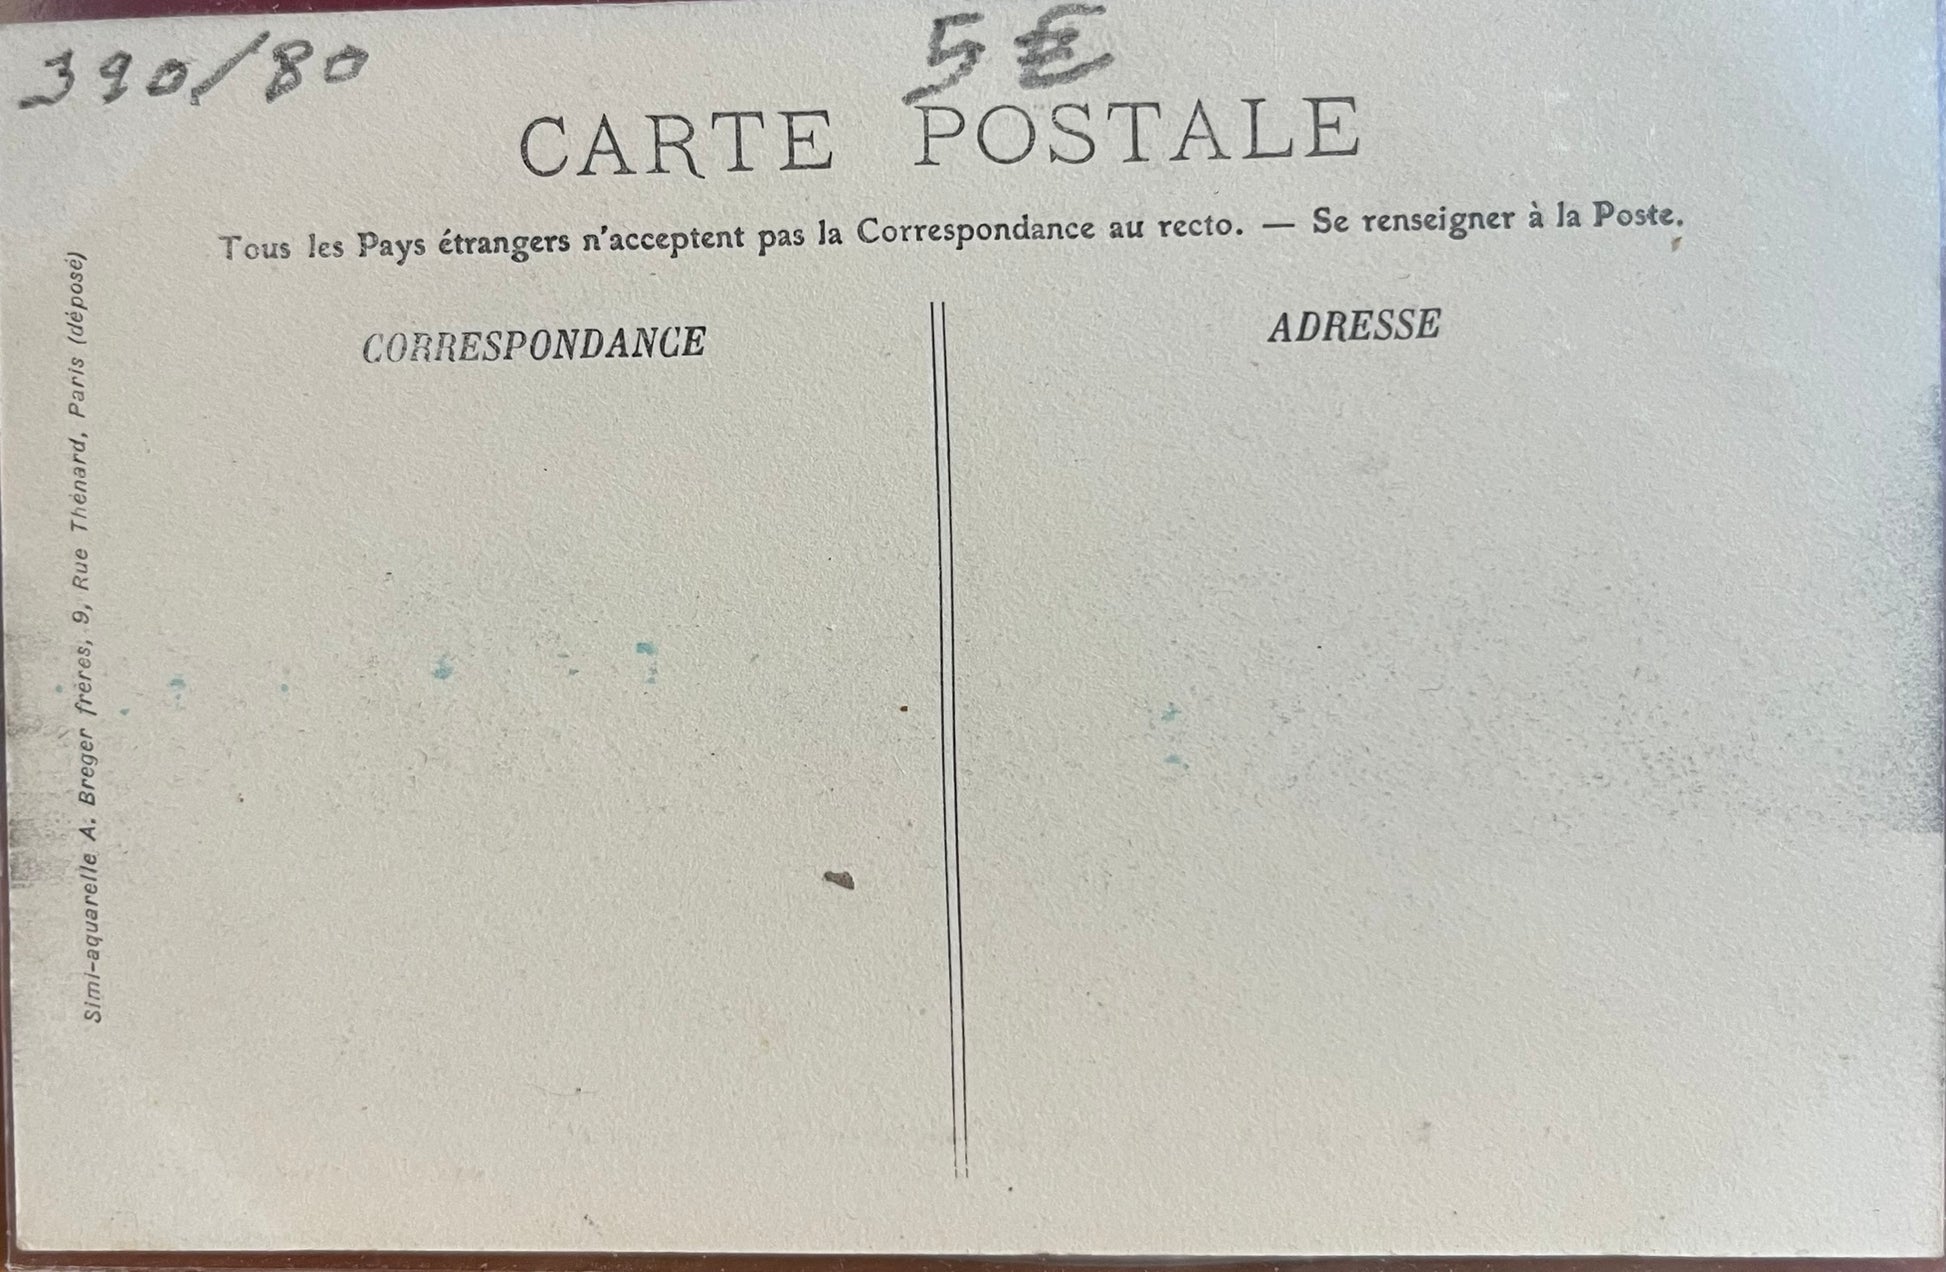 390/80
5 €
CARTE POSTALE
Tous les Pays étrangers n'acceptent pas la Correspondance au recto. — Se renseigner à la Poste.
CORRESPONDANCE
ADRESSE
Simi-aquarelle A. Breger frères, 9, Rue Thénard, Paris (déposé)